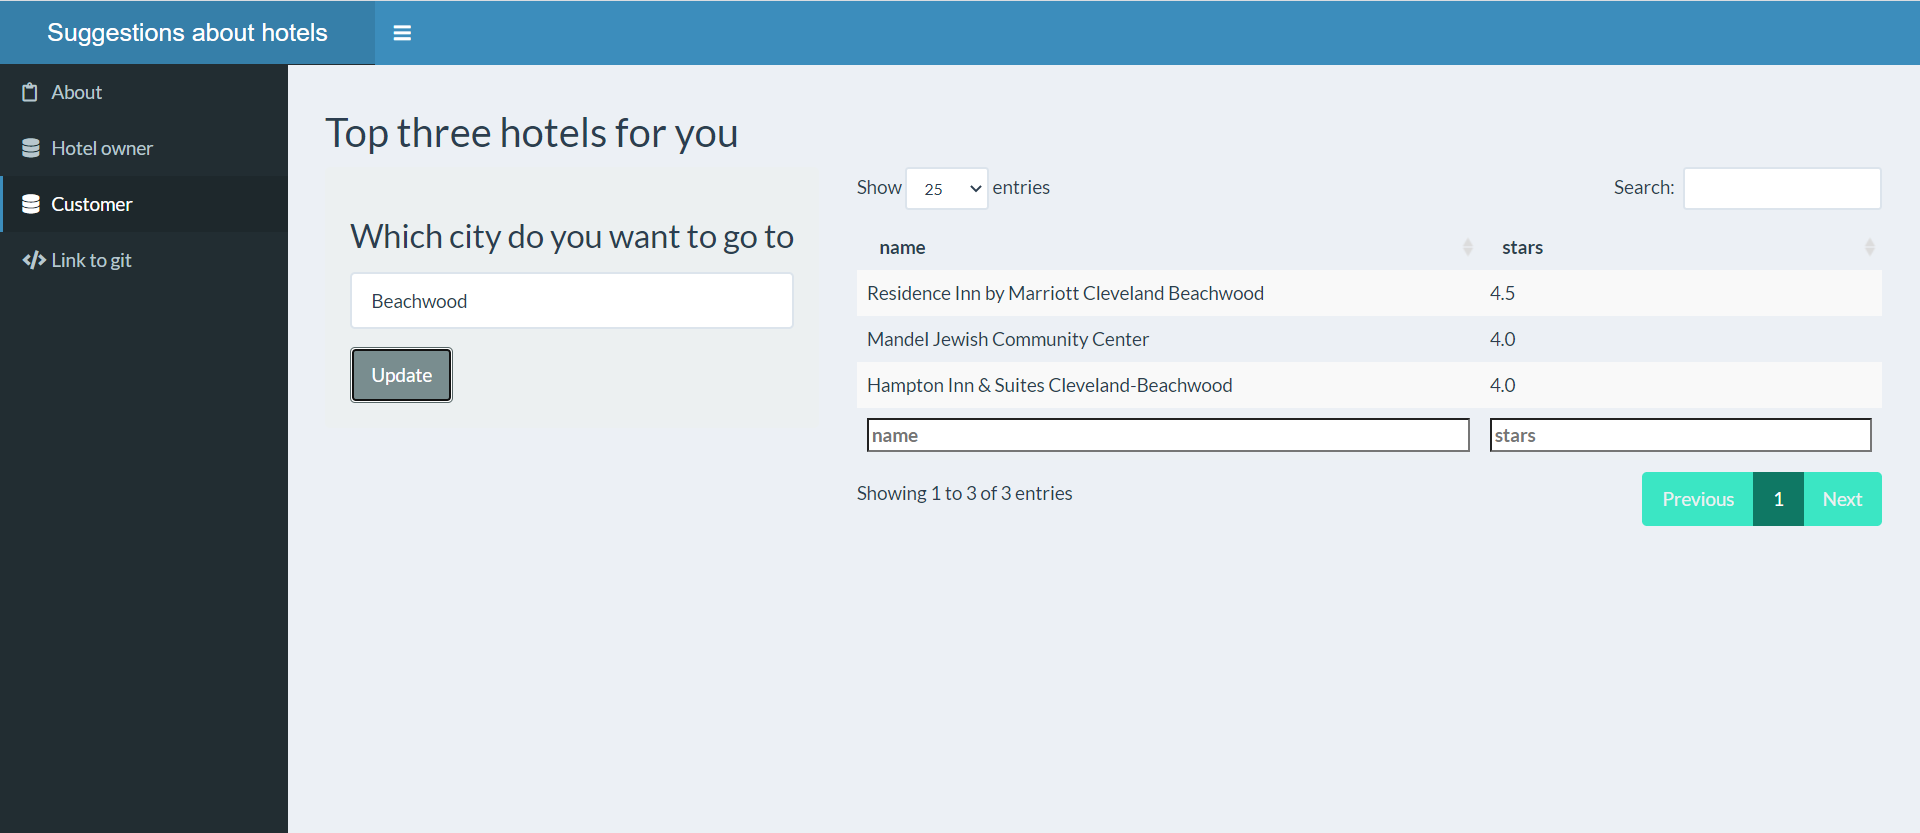 Suggestions about hotels
About
Hotel owner
Customer
Link to git
Top three hotels for you
Which city do you want to go to
Beachwood
Update
Show 25 entries
Search:
name stars
Residence Inn by Marriott Cleveland Beachwood 4.5
Mandel Jewish Community Center 4.0
Hampton Inn & Suites Cleveland-Beachwood 4.0
name stars
Showing 1 to 3 of 3 entries
Previous 1 Next